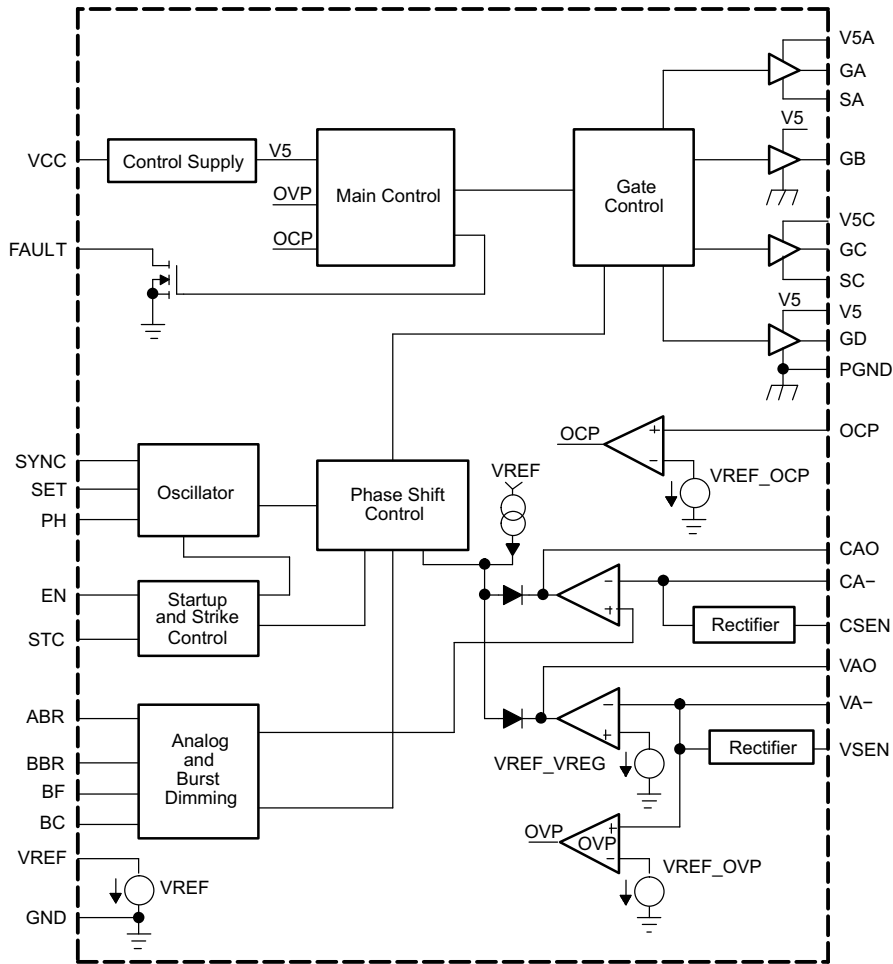 V5A
GA
SA
V5
GB
VCC
Control Supply
V5
OVP
OCP
Main Control
Gate
Control
V5C
GC
SC
FAULT
V5
V5
GD
PGND
OCP
+
−
OCP
VREF_OCP
SYNC
SET
PH
Oscillator
Phase Shift
Control
VREF
CAO
CA−
CSEN
−
+
Rectifier
EN
STC
Startup
and Strike
Control
VAO
VA−
VSEN
−
+
Rectifier
VREF_VREG
ABR
BBR
BF
BC
Analog
and
Burst
Dimming
OVP
OVP
+
−
VREF_OVP
VREF
VREF
GND